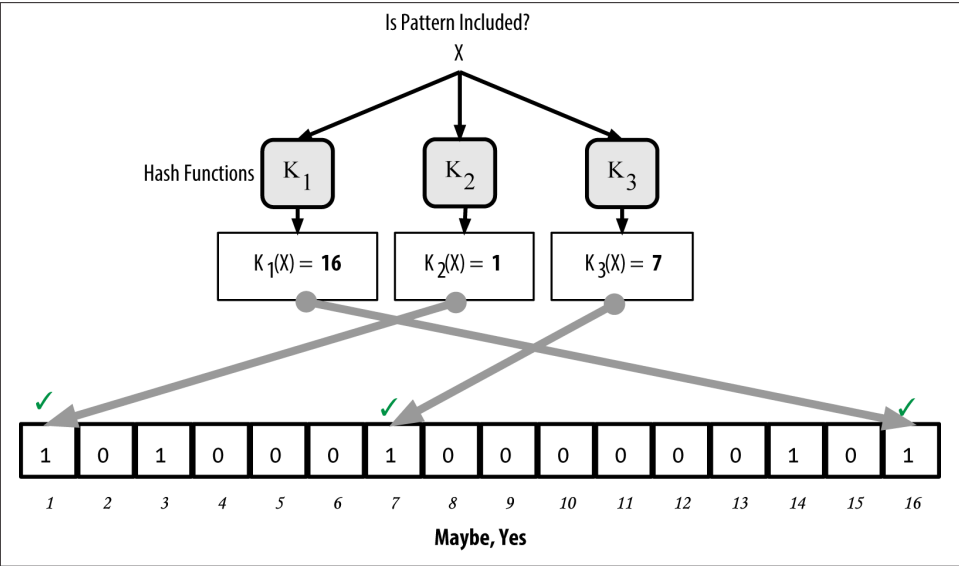 Is Pattern Included?
X
Hash Functions K1 K2 K3
K1(X) = 16 K2(X) = 1 K3(X) = 7
✓ ✓ ✓
1 0 1 0 0 0 1 0 0 0 0 0 0 1 0 1
1 2 3 4 5 6 7 8 9 10 11 12 13 14 15 16
Maybe, Yes